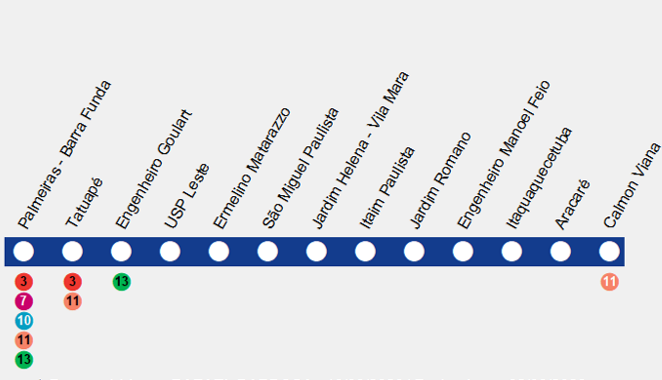 Palmeiras - Barra Funda
Tatuapé
Engenheiro Goulart
USP Leste
Ermelino Matarazzo
São Miguel Paulista
Jardim Helena - Vila Mara
Itaim Paulista
Jardim Romano
Engenheiro Manoel Feio
Itaquaquecetuba
Aracaré
Calmon Viana
3
7
10
11
13
3
11
13
11